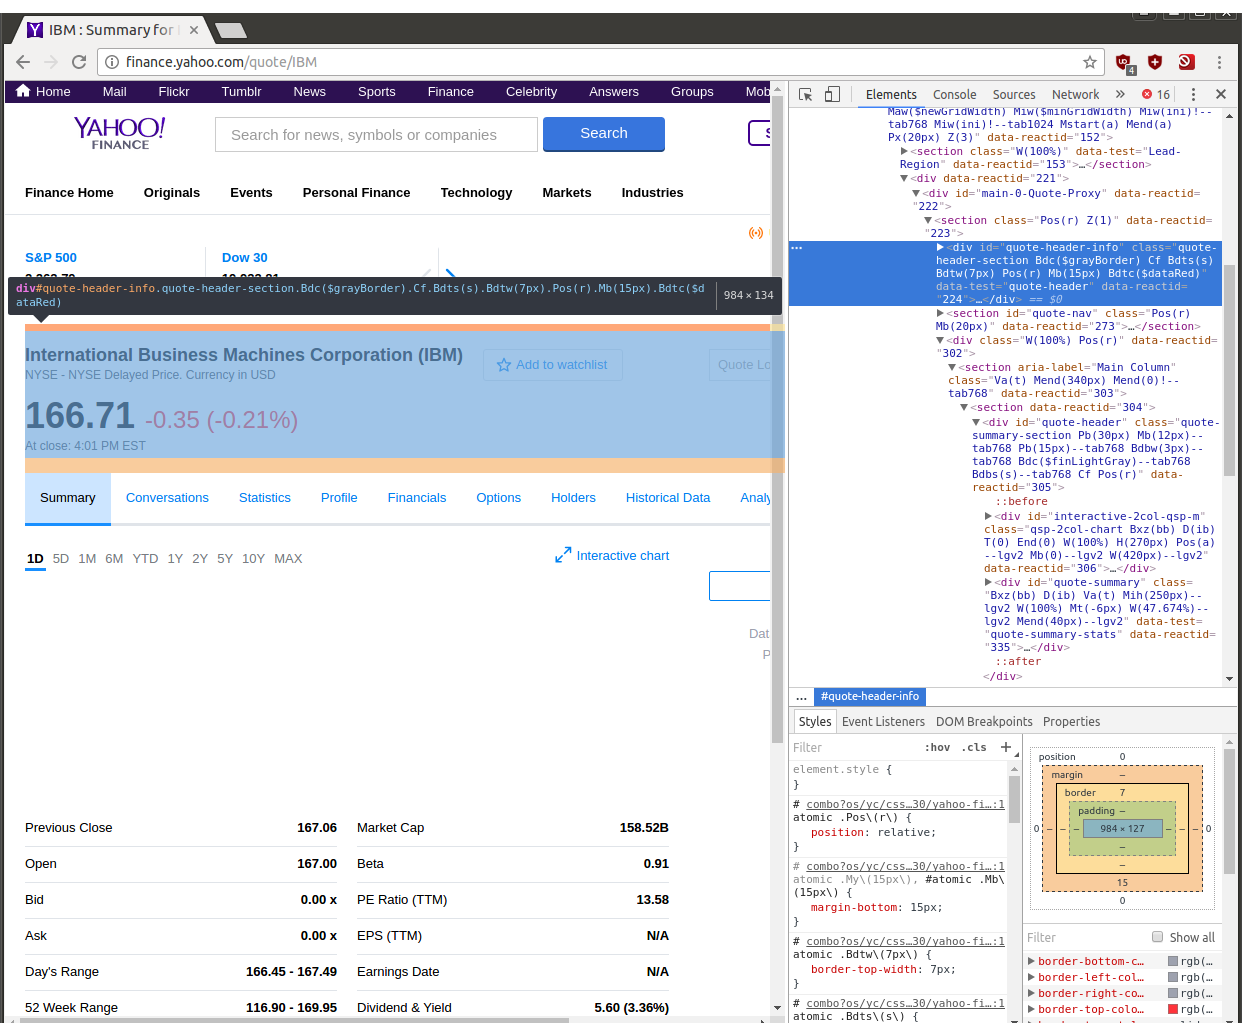 IBM : Summary for
finance.yahoo.com/quote/IBM
4
Home Mail Flickr Tumblr News Sports Finance Celebrity Answers Groups Mob
YAHOO!
FINANCE
Search for news, symbols or companies
Search
S
Finance Home Originals Events Personal Finance Technology Markets Industries
S&P 500 Dow 30
div#quote-header-info.quote-header-section.Bdc($grayBorder).Cf.Bdts(s).Bdtw(7px).Pos(r).Mb(15px).Bdtc($d
ataRed)
984 × 134
International Business Machines Corporation (IBM)
NYSE - NYSE Delayed Price. Currency in USD
Add to watchlist
Quote Lo
166.71 -0.35 (-0.21%)
At close: 4:01 PM EST
Summary Conversations Statistics Profile Financials Options Holders Historical Data Analy
1D 5D 1M 6M YTD 1Y 2Y 5Y 10Y MAX
Interactive chart
Dat
P
Previous Close 167.06 Market Cap 158.52B
Open 167.00 Beta 0.91
Bid 0.00 x PE Ratio (TTM) 13.58
Ask 0.00 x EPS (TTM) N/A
Day's Range 166.45 - 167.49 Earnings Date N/A
52 Week Range 116.90 - 169.95 Dividend & Yield 5.60 (3.36%)
Elements Console Sources Network » 16
Maw($newGridWidth) Miw($minGridWidth) Miw(ini)!--
tab768 Miw(ini)!--tab1024 Mstart(a) Mend(a)
Px(20px) Z(3)" data-reactid="152">
<section class="W(100%)" data-test="Lead-
Region" data-reactid="153">…</section>
<div data-reactid="221">
<div id="main-0-Quote-Proxy" data-reactid=
"222">
<section class="Pos(r) Z(1)" data-reactid=
"223">
<div id="quote-header-info" class="quote-
header-section Bdc($grayBorder) Cf Bdts(s)
Bdtw(7px) Pos(r) Mb(15px) Bdtc($dataRed)"
data-test="quote-header" data-reactid=
"224">…</div> == $0
<section id="quote-nav" class="Pos(r)
Mb(20px)" data-reactid="273">…</section>
<div class="W(100%) Pos(r)" data-reactid=
"302">
<section aria-label="Main Column"
class="Va(t) Mend(340px) Mend(0)!--
tab768" data-reactid="303">
<section data-reactid="304">
<div id="quote-header" class="quote-
summary-section Pb(30px) Mb(12px)--
tab768 Pb(15px)--tab768 Bdbw(3px)--
tab768 Bdc($finLightGray)--tab768
Bdbs(s)--tab768 Cf Pos(r)" data-
reactid="305">
::before
<div id="interactive-2col-qsp-m"
class="qsp-2col-chart Bxz(bb) D(ib)
T(0) End(0) W(100%) H(270px) Pos(a)
--lgv2 Mb(0)--lgv2 W(420px)--lgv2"
data-reactid="306">…</div>
<div id="quote-summary" class=
"Bxz(bb) D(ib) Va(t) Mih(250px)--
lgv2 W(100%) Mt(-6px) W(47.674%)--
lgv2 Mend(40px)--lgv2" data-test=
"quote-summary-stats" data-reactid=
"335">…</div>
::after
</div>
... #quote-header-info
Styles Event Listeners DOM Breakpoints Properties
Filter :hov .cls +
element.style {
}
# combo?os/yc/css…30/yahoo-fi…:1
atomic .Pos\(r\) {
position: relative;
}
# combo?os/yc/css…30/yahoo-fi…:1
atomic .My\(15px\), #atomic .Mb\
(15px\) {
margin-bottom: 15px;
}
# combo?os/yc/css…30/yahoo-fi…:1
atomic .Bdtw\(7px\) {
border-top-width: 7px;
}
# combo?os/yc/css…30/yahoo-fi…:1
atomic .Bdts\(s\) {
position 0
margin –
border 7
padding –
0 – – – 984 × 127 – – – 0
–
–
15
0
Filter Show all
border-bottom-c… rgb(…
border-left-col… rgb(…
border-right-co… rgb(…
border-top-colo… rgb(…